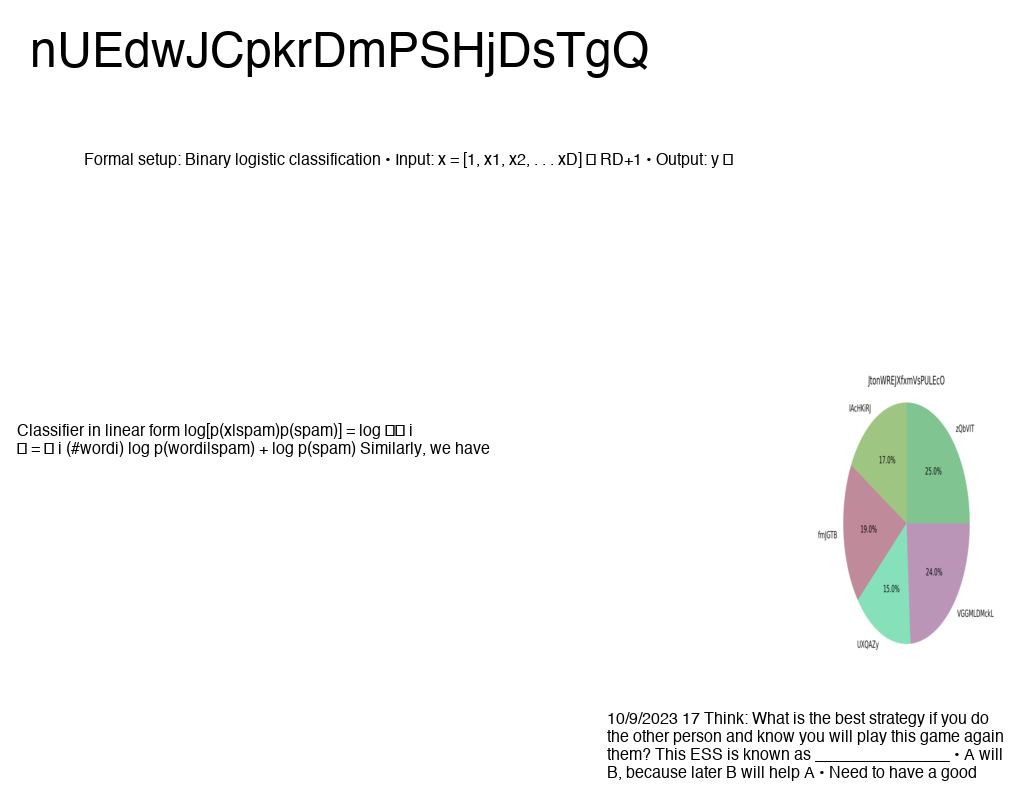 nUEdwJCpkrDmPSHjDsTgQ
Formal setup: Binary logistic classification • Input: x = [1, x1, x2, . . . xD] □ RD+1 • Output: y □
Classifier in linear form log[p(x|spam)p(spam)] = log □□ i
□ = □ i (#wordi) log p(wordi|spam) + log p(spam) Similarly, we have
JtonWREJXfxmVsPULEcO
IAcHKiRJ
zQbVIT
17.0%
25.0%
fmJGTB
19.0%
24.0%
15.0%
VGGMLDMckL
UXQAZy
10/9/2023 17 Think: What is the best strategy if you do
the other person and know you will play this game again
them? This ESS is known as ________________ • A will
B, because later B will help A • Need to have a good